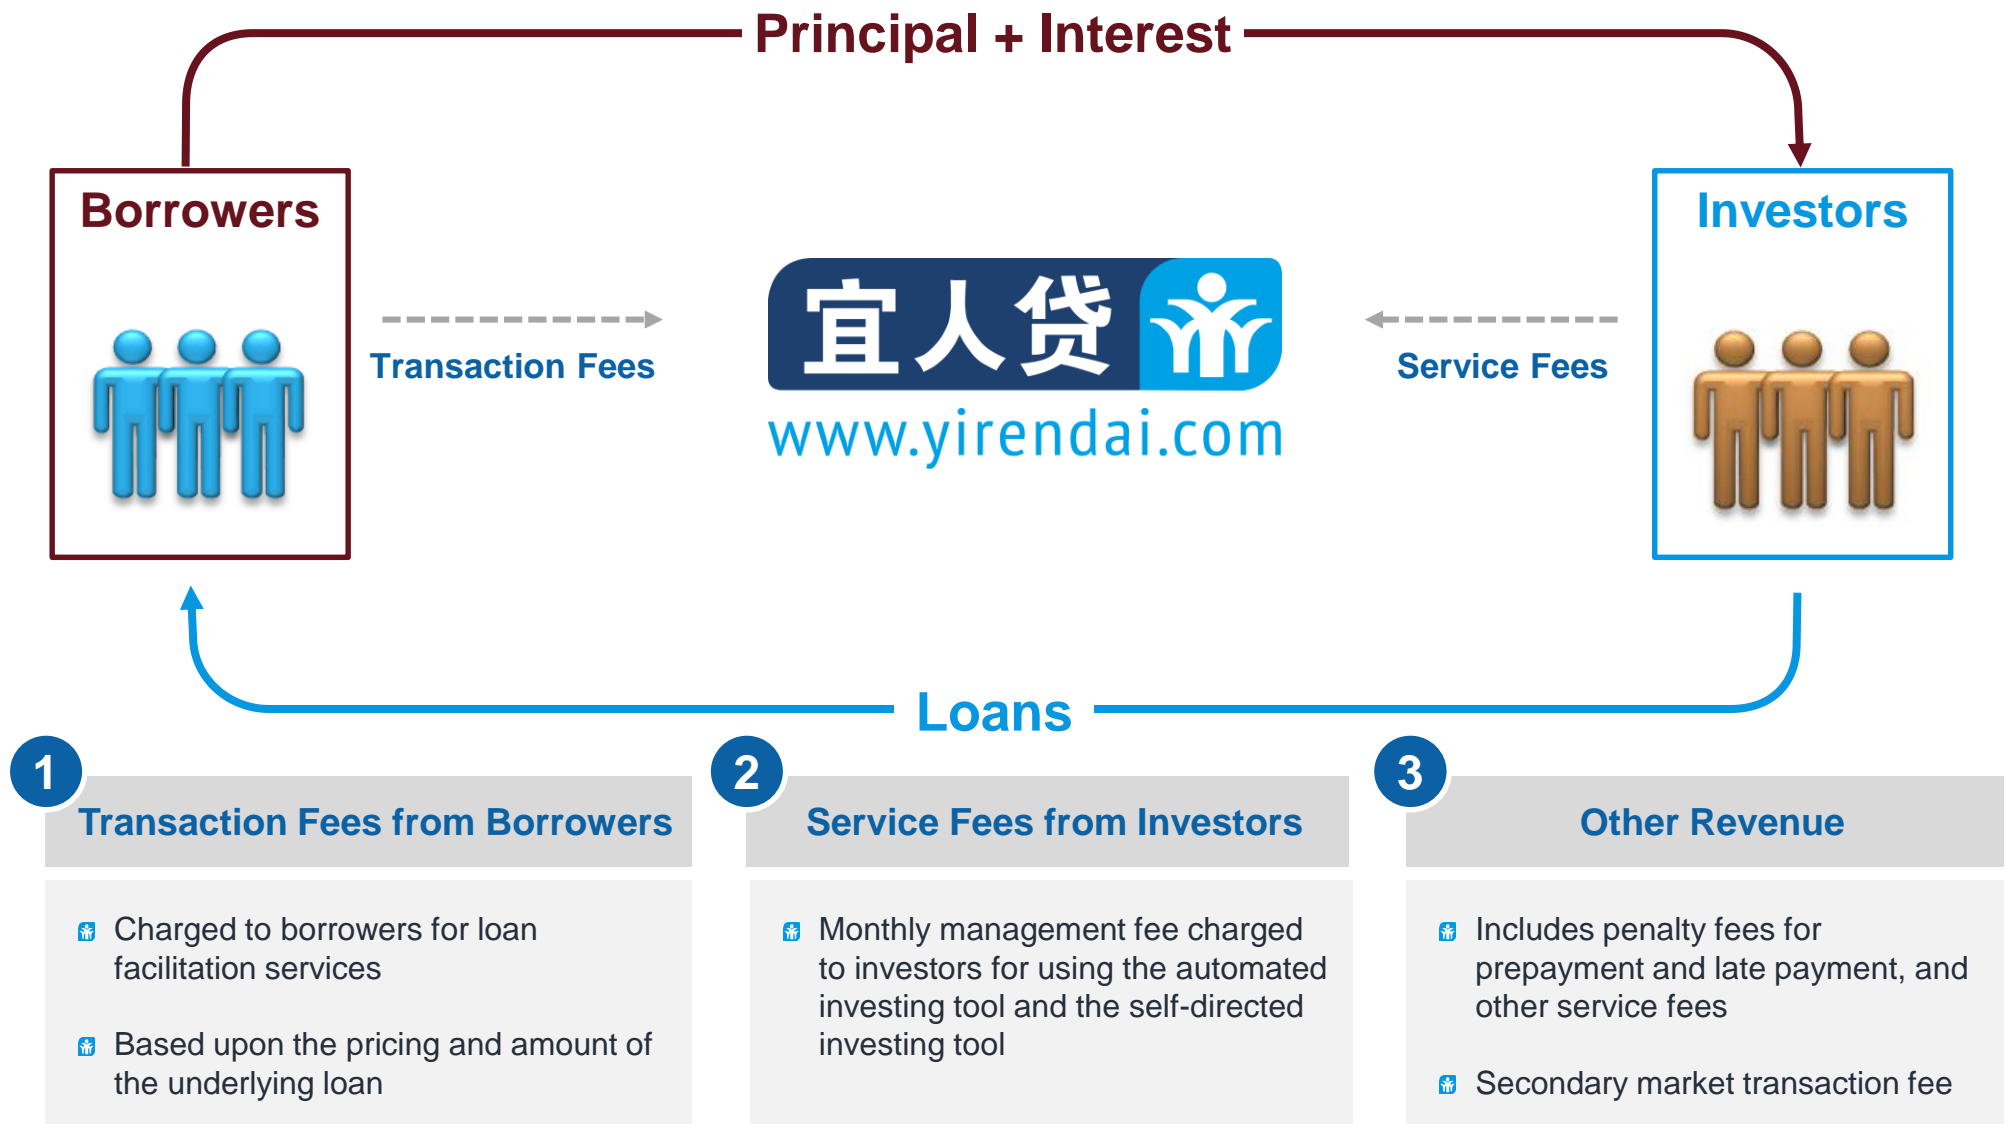 Principal + Interest
Borrowers
Investors
宜人贷
Transaction Fees
Service Fees
www.yirendai.com
Loans
1
Transaction Fees from Borrowers
Charged to borrowers for loan
facilitation services
Based upon the pricing and amount of
the underlying loan
2
Service Fees from Investors
Monthly management fee charged
to investors for using the automated
investing tool and the self-directed
investing tool
3
Other Revenue
Includes penalty fees for
prepayment and late payment, and
other service fees
Secondary market transaction fee